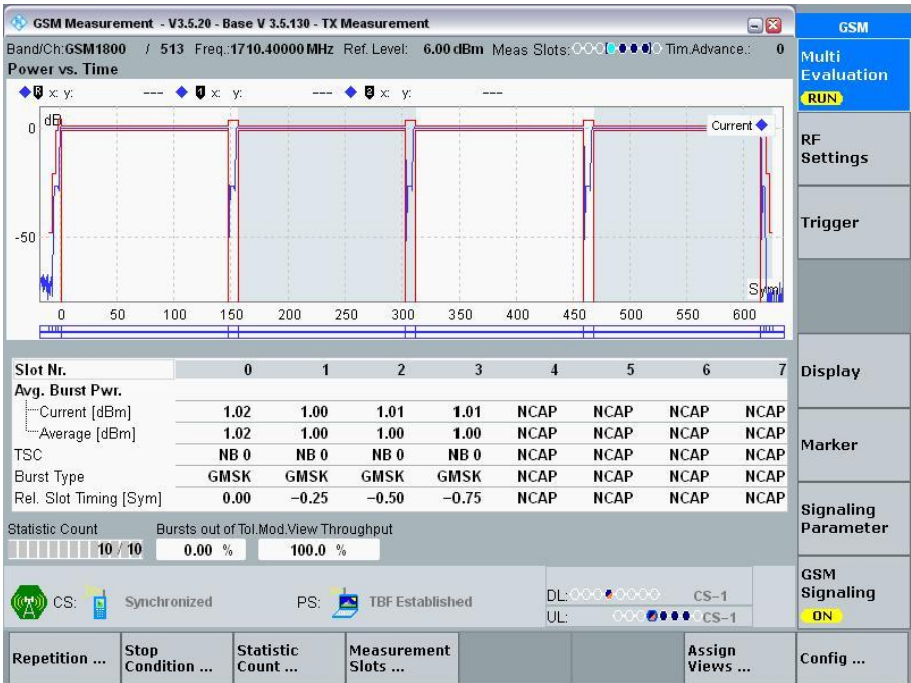 GSM Measurement - V3.5.20 - Base V 3.5.130 - TX Measurement
GSM
Band/Ch:GSM1800 / 513 Freq.:1710.40000 MHz Ref. Level: 6.00 dBm Meas Slots: Tim.Advance.: 0
Multi Evaluation
RUN
Power vs. Time
R x: y: --- 1 x: y: --- 2 x: y: ---
dB
0
-50
Current
Sym
0 50 100 150 200 250 300 350 400 450 500 550 600
RF Settings
Trigger
Display
Marker
Signaling Parameter
GSM Signaling
ON
Slot Nr. 0 1 2 3 4 5 6 7
Avg. Burst Pwr.
Current [dBm] 1.02 1.00 1.01 1.01 NCAP NCAP NCAP NCAP
Average [dBm] 1.02 1.00 1.00 1.00 NCAP NCAP NCAP NCAP
TSC NB 0 NB 0 NB 0 NB 0 NCAP NCAP NCAP NCAP
Burst Type GMSK GMSK GMSK GMSK NCAP NCAP NCAP NCAP
Rel. Slot Timing [Sym] 0.00 −0.25 −0.50 −0.75 NCAP NCAP NCAP NCAP
Statistic Count Bursts out of Tol. Mod.View Throughput
10 / 10 0.00 % 100.0 %
CS: Synchronized PS: TBF Established
DL: CS−1
UL: CS−1
Repetition ...
Stop Condition ...
Statistic Count ...
Measurement Slots ...
Assign Views ...
Config ...